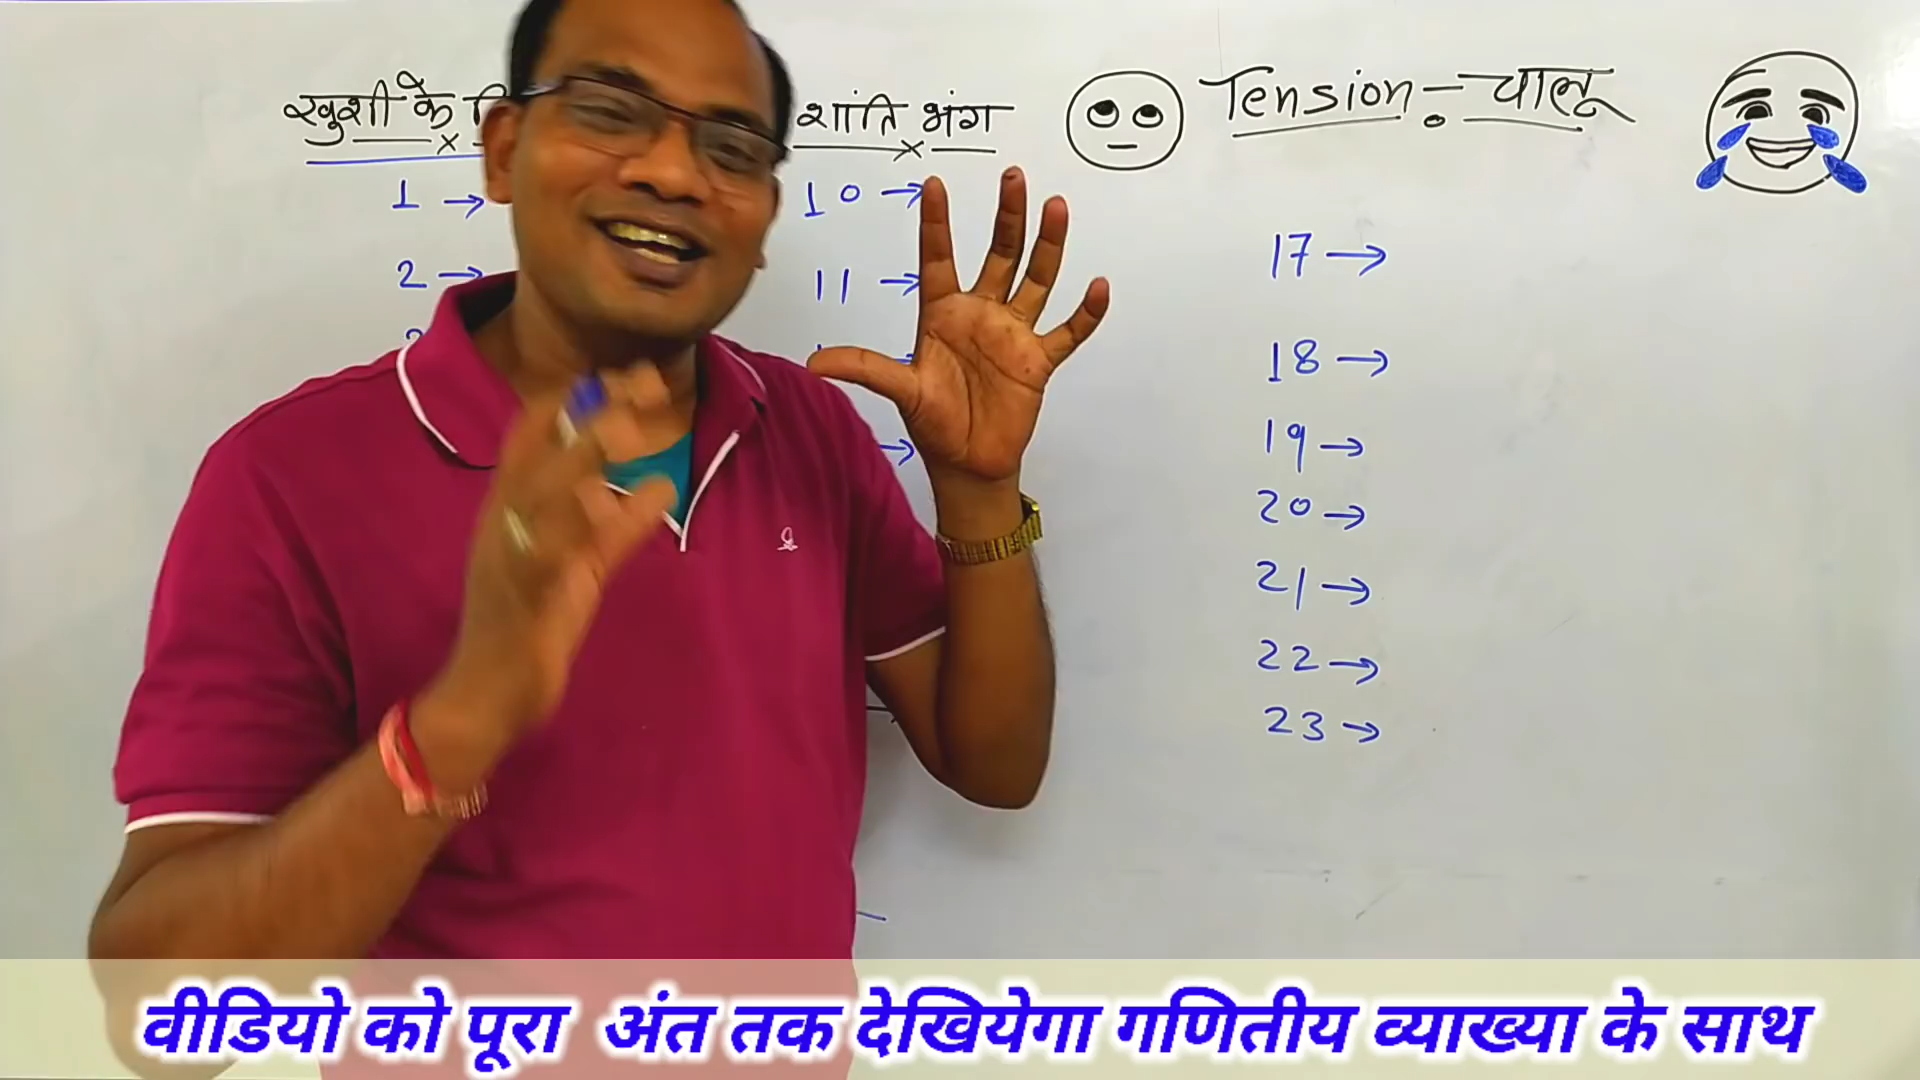 खुशी के
शांति भंग
Tension - चालू
1 →
2 →
10 →
11 →
17 →
18 →
19 →
20 →
21 →
22 →
23 →
वीडियो को पूरा अंत तक देखियेगा गणितीय व्याख्या के साथ